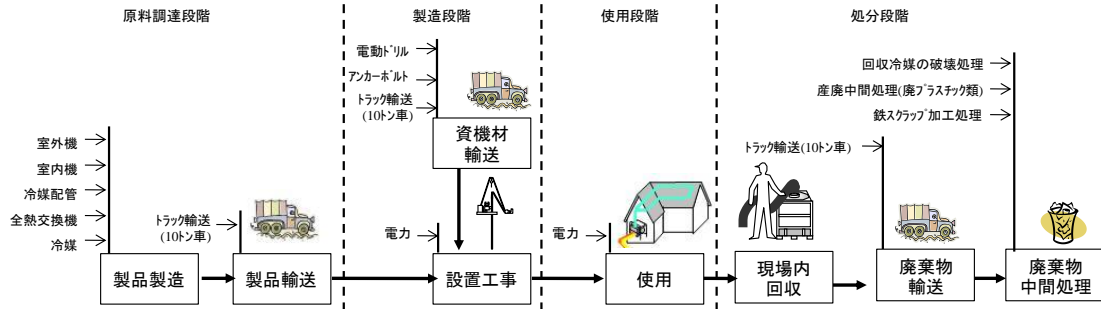 原料調達段階
製造段階
使用段階
処分段階
室外機
室内機
冷媒配管
全熱交換機
冷媒
製品製造
トラック輸送
(10トン車)
製品輸送
電動ドリル
アンカーボルト
トラック輸送
(10トン車)
資機材
輸送
電力
設置工事
電力
使用
現場内
回収
トラック輸送(10トン車)
廃棄物
輸送
回収冷媒の破壊処理
産廃中間処理(廃プラスチック類)
鉄スクラップ加工処理
廃棄物
中間処理